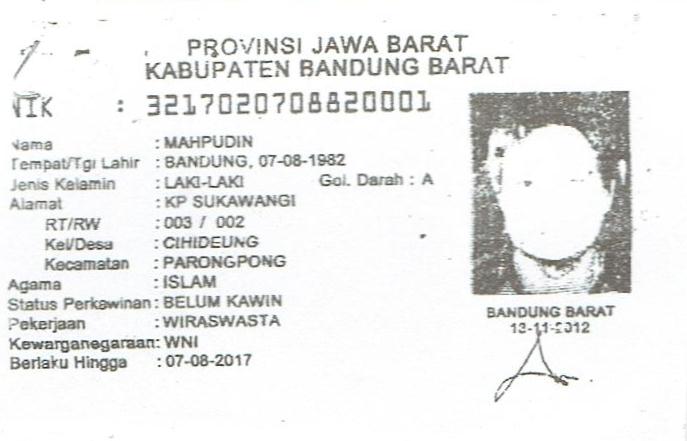 PROVINSI JAWA BARAT
KABUPATEN BANDUNG BARAT
NIK : 3217020708820001
Nama : MAHPUDIN
Tempat/Tgl Lahir : BANDUNG, 07-08-1982
Jenis Kelamin : LAKI-LAKI Gol. Darah : A
Alamat : KP SUKAWANGI
RT/RW : 003 / 002
Kel/Desa : CIHIDEUNG
Kecamatan : PARONGPONG
Agama : ISLAM
Status Perkawinan : BELUM KAWIN
Pekerjaan : WIRASWASTA
Kewarganegaraan: WNI
Berlaku Hingga : 07-08-2017
BANDUNG BARAT
13-11-2012